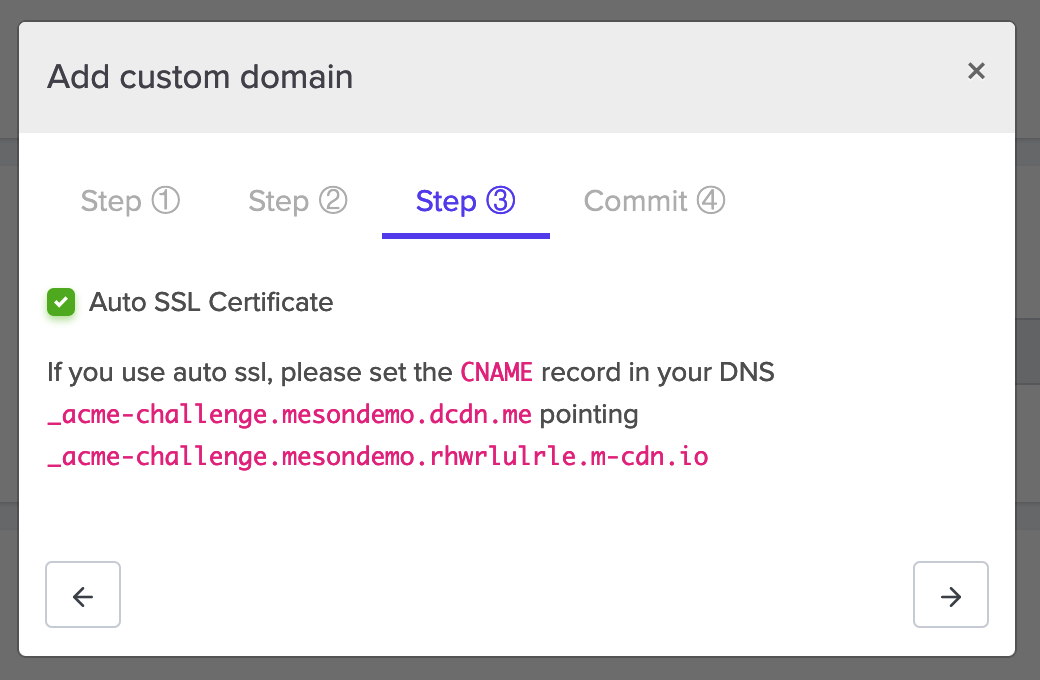 Add custom domain
Step ①
Step ②
Step ③
Commit ④
Auto SSL Certificate
If you use auto ssl, please set the CNAME record in your DNS
_acme-challenge.mesondemo.dcdn.me pointing
_acme-challenge.mesondemo.rhwrlulrle.m-cdn.io